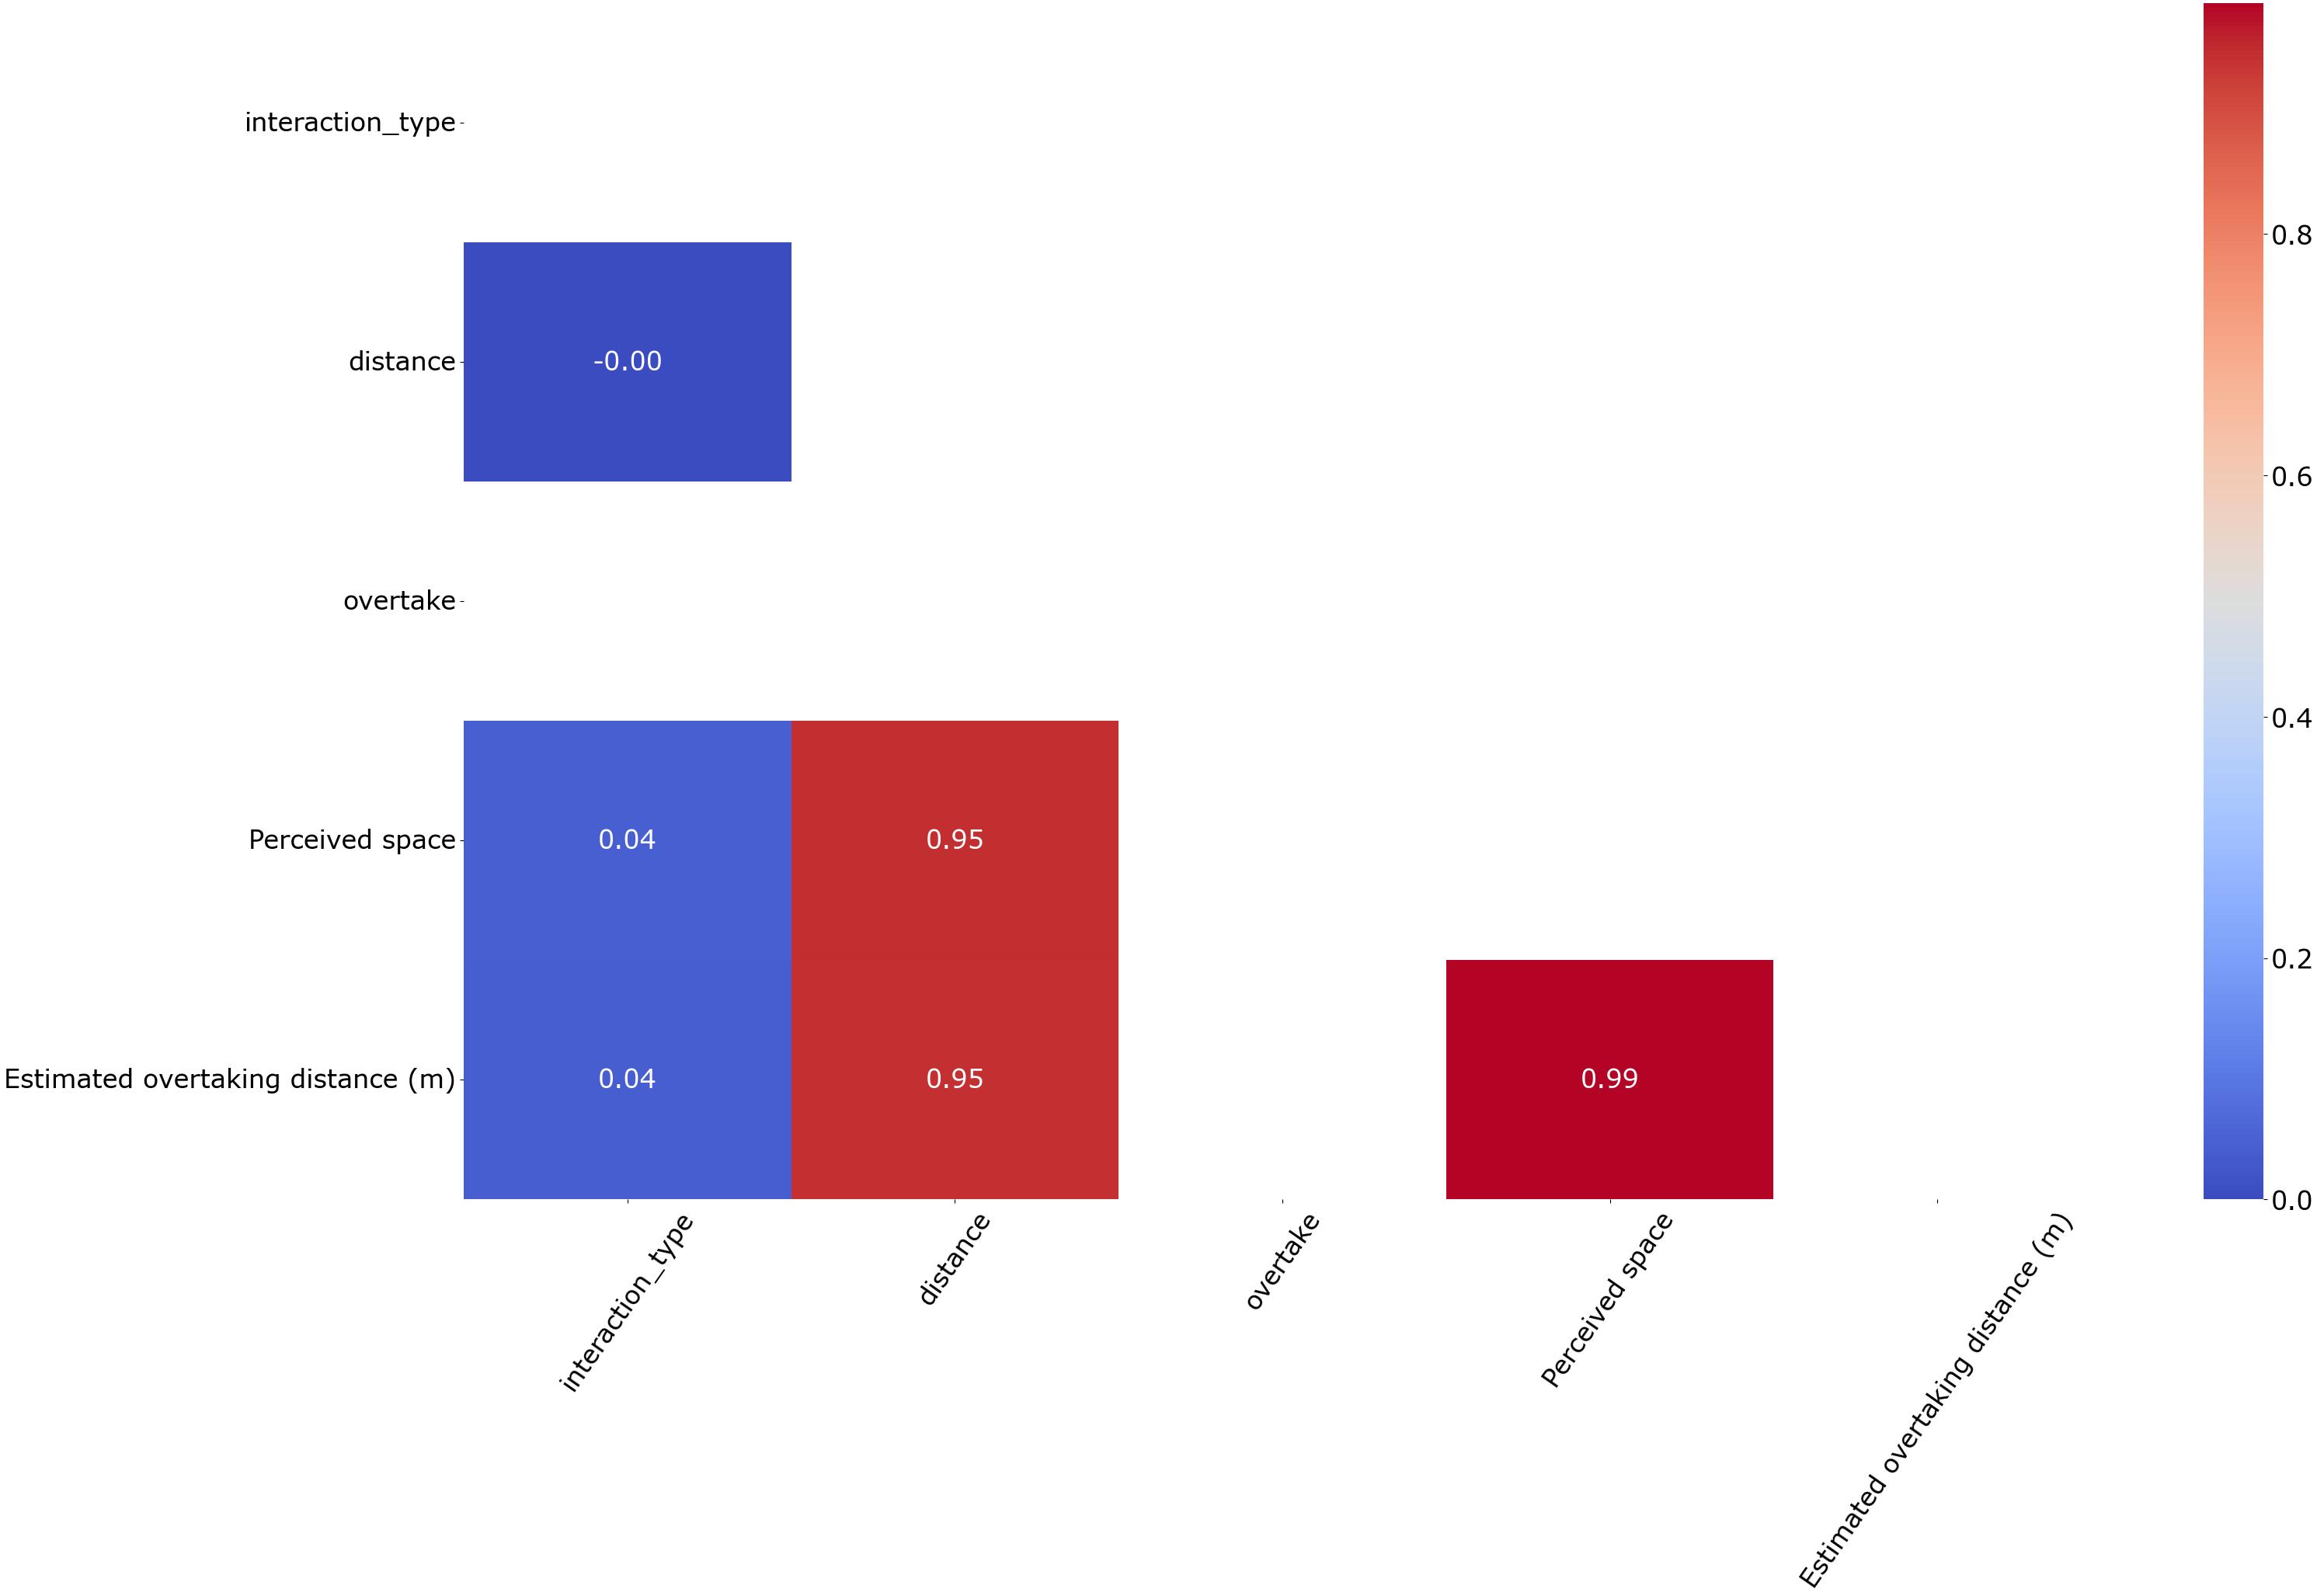 interaction_type
distance
overtake
Perceived space
Estimated overtaking distance (m)
-0.00
0.04
0.95
0.04
0.95
0.99
interaction_type
distance
overtake
Perceived space
Estimated overtaking distance (m)
0.8
0.6
0.4
0.2
0.0